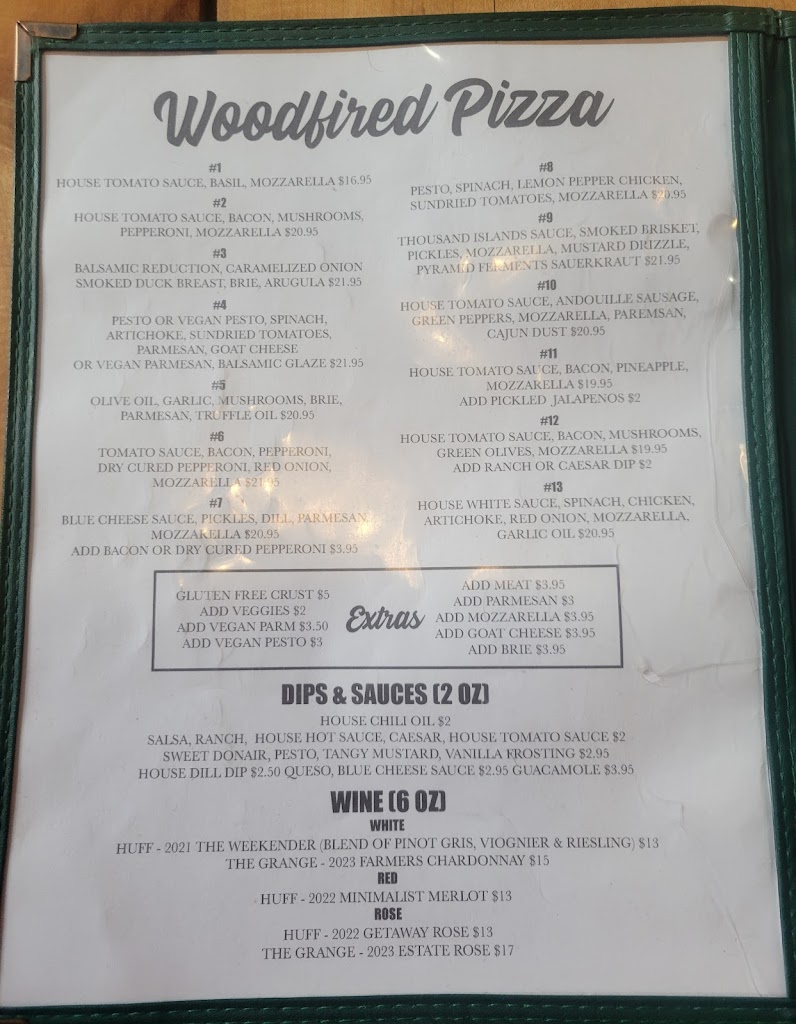 Woodfired Pizza
#1
HOUSE TOMATO SAUCE, BASIL, MOZZARELLA $16.95
#2
HOUSE TOMATO SAUCE, BACON, MUSHROOMS,
PEPPERONI, MOZZARELLA $20.95
#3
BALSAMIC REDUCTION, CARAMELIZED ONION
SMOKED DUCK BREAST, BRIE, ARUGULA $21.95
#4
PESTO OR VEGAN PESTO, SPINACH,
ARTICHOKE, SUNDRIED TOMATOES,
PARMESAN, GOAT CHEESE
OR VEGAN PARMESAN, BALSAMIC GLAZE $21.95
#5
OLIVE OIL, GARLIC, MUSHROOMS, BRIE,
PARMESAN, TRUFFLE OIL $20.95
#6
TOMATO SAUCE, BACON, PEPPERONI,
DRY CURED PEPPERONI, RED ONION,
MOZZARELLA $21.95
#7
BLUE CHEESE SAUCE, PICKLES, DILL, PARMESAN,
MOZZARELLA $20.95
ADD BACON OR DRY CURED PEPPERONI $3.95
#8
PESTO, SPINACH, LEMON PEPPER CHICKEN,
SUNDRIED TOMATOES, MOZZARELLA $20.95
#9
THOUSAND ISLANDS SAUCE, SMOKED BRISKET,
PICKLES, MOZZARELLA, MUSTARD DRIZZLE,
PYRAMID FERMENTS SAUERKRAUT $21.95
#10
HOUSE TOMATO SAUCE, ANDOUILLE SAUSAGE,
GREEN PEPPERS, MOZZARELLA, PAREMSAN,
CAJUN DUST $20.95
#11
HOUSE TOMATO SAUCE, BACON, PINEAPPLE,
MOZZARELLA $19.95
ADD PICKLED JALAPENOS $2
#12
HOUSE TOMATO SAUCE, BACON, MUSHROOMS,
GREEN OLIVES, MOZZARELLA $19.95
ADD RANCH OR CAESAR DIP $2
#13
HOUSE WHITE SAUCE, SPINACH, CHICKEN,
ARTICHOKE, RED ONION, MOZZARELLA,
GARLIC OIL $20.95
Extras
GLUTEN FREE CRUST $5
ADD VEGGIES $2
ADD VEGAN PARM $3.50
ADD VEGAN PESTO $3
ADD MEAT $3.95
ADD PARMESAN $3
ADD MOZZARELLA $3.95
ADD GOAT CHEESE $3.95
ADD BRIE $3.95
DIPS & SAUCES (2 OZ)
HOUSE CHILI OIL $2
SALSA, RANCH, HOUSE HOT SAUCE, CAESAR, HOUSE TOMATO SAUCE $2
SWEET DONAIR, PESTO, TANGY MUSTARD, VANILLA FROSTING $2.95
HOUSE DILL DIP $2.50 QUESO, BLUE CHEESE SAUCE $2.95 GUACAMOLE $3.95
WINE (6 OZ)
WHITE
HUFF - 2021 THE WEEKENDER (BLEND OF PINOT GRIS, VIOGNIER & RIESLING) $13
THE GRANGE - 2023 FARMERS CHARDONNAY $15
RED
HUFF - 2022 MINIMALIST MERLOT $13
ROSE
HUFF - 2022 GETAWAY ROSE $13
THE GRANGE - 2023 ESTATE ROSE $17